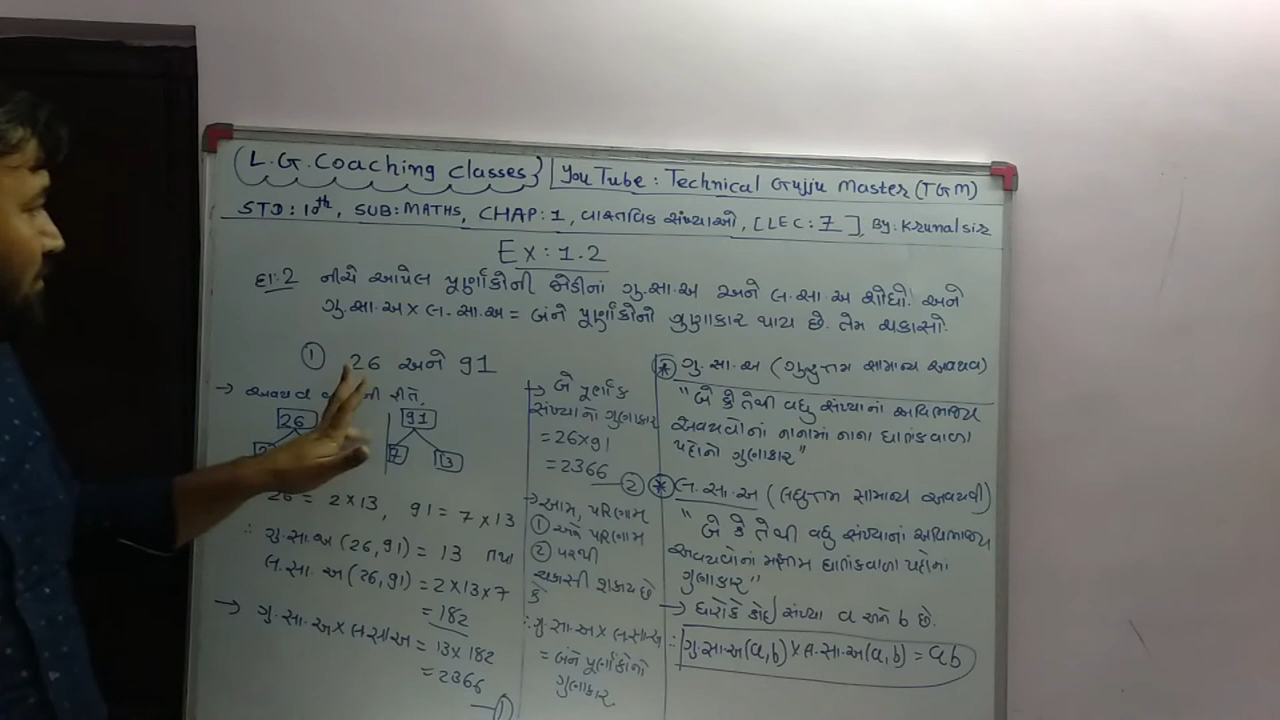 L.G. Coaching Classes | YouTube : Technical Gujju Master (TGM)
STD : 10th, SUB: MATHS, CHAP : 1, વાસ્તવિક સંખ્યાઓ, [LEC : 7], By: Krunal sir
Ex : 1.2
દા:2 નીચે આપેલ પૂર્ણાંકોની જોડીનાં ગુ.સા.અ અને લ.સા.અ શોધો. અને
ગુ.સા.અ x લ.સા.અ = બંને પૂર્ણાંકોનો ગુણાકાર થાય છે. તેમ ચકાસો.
① 26 અને 91
→ અવયવ રીતે,
26
91
7 13
26 = 2 x 13, 91 = 7 x 13
∴ ગુ.સા.અ (26, 91) = 13 તથા
લ.સા.અ (26, 91) = 2 x 13 x 7
= 182
→ ગુ.સા.અ x લ.સા.અ = 13 x 182
= 2366
— ①
→ બે પૂર્ણાંક
સંખ્યાનો ગુણાકાર
= 26 x 91
= 2366
— ②
→ આમ, પરિણામ
① અને પરિણામ
② પરથી
ચકાસી શકાય છે
કે
∴ ગુ.સા.અ x લ.સા.અ
= બંને પૂર્ણાંકોનો
ગુણાકાર
* ગુ.સા.અ (ગુરુત્તમ સામાન્ય અવયવ)
"બે કે તેથી વધુ સંખ્યાનાં અવિભાજ્ય
અવયવોનાં નાનામાં નાના ઘાતાંકવાળા
પદોનો ગુણાકાર"
* લ.સા.અ (લઘુત્તમ સામાન્ય અવયવી)
"બે કે તેથી વધુ સંખ્યાનાં અવિભાજ્ય
અવયવોનાં મહત્તમ ઘાતાંકવાળા પદોનાં
ગુણાકાર"
→ ધારોકે કોઈ સંખ્યા a અને b છે.
∴ ગુ.સા.અ(a, b) x લ.સા.અ(a, b) = ab